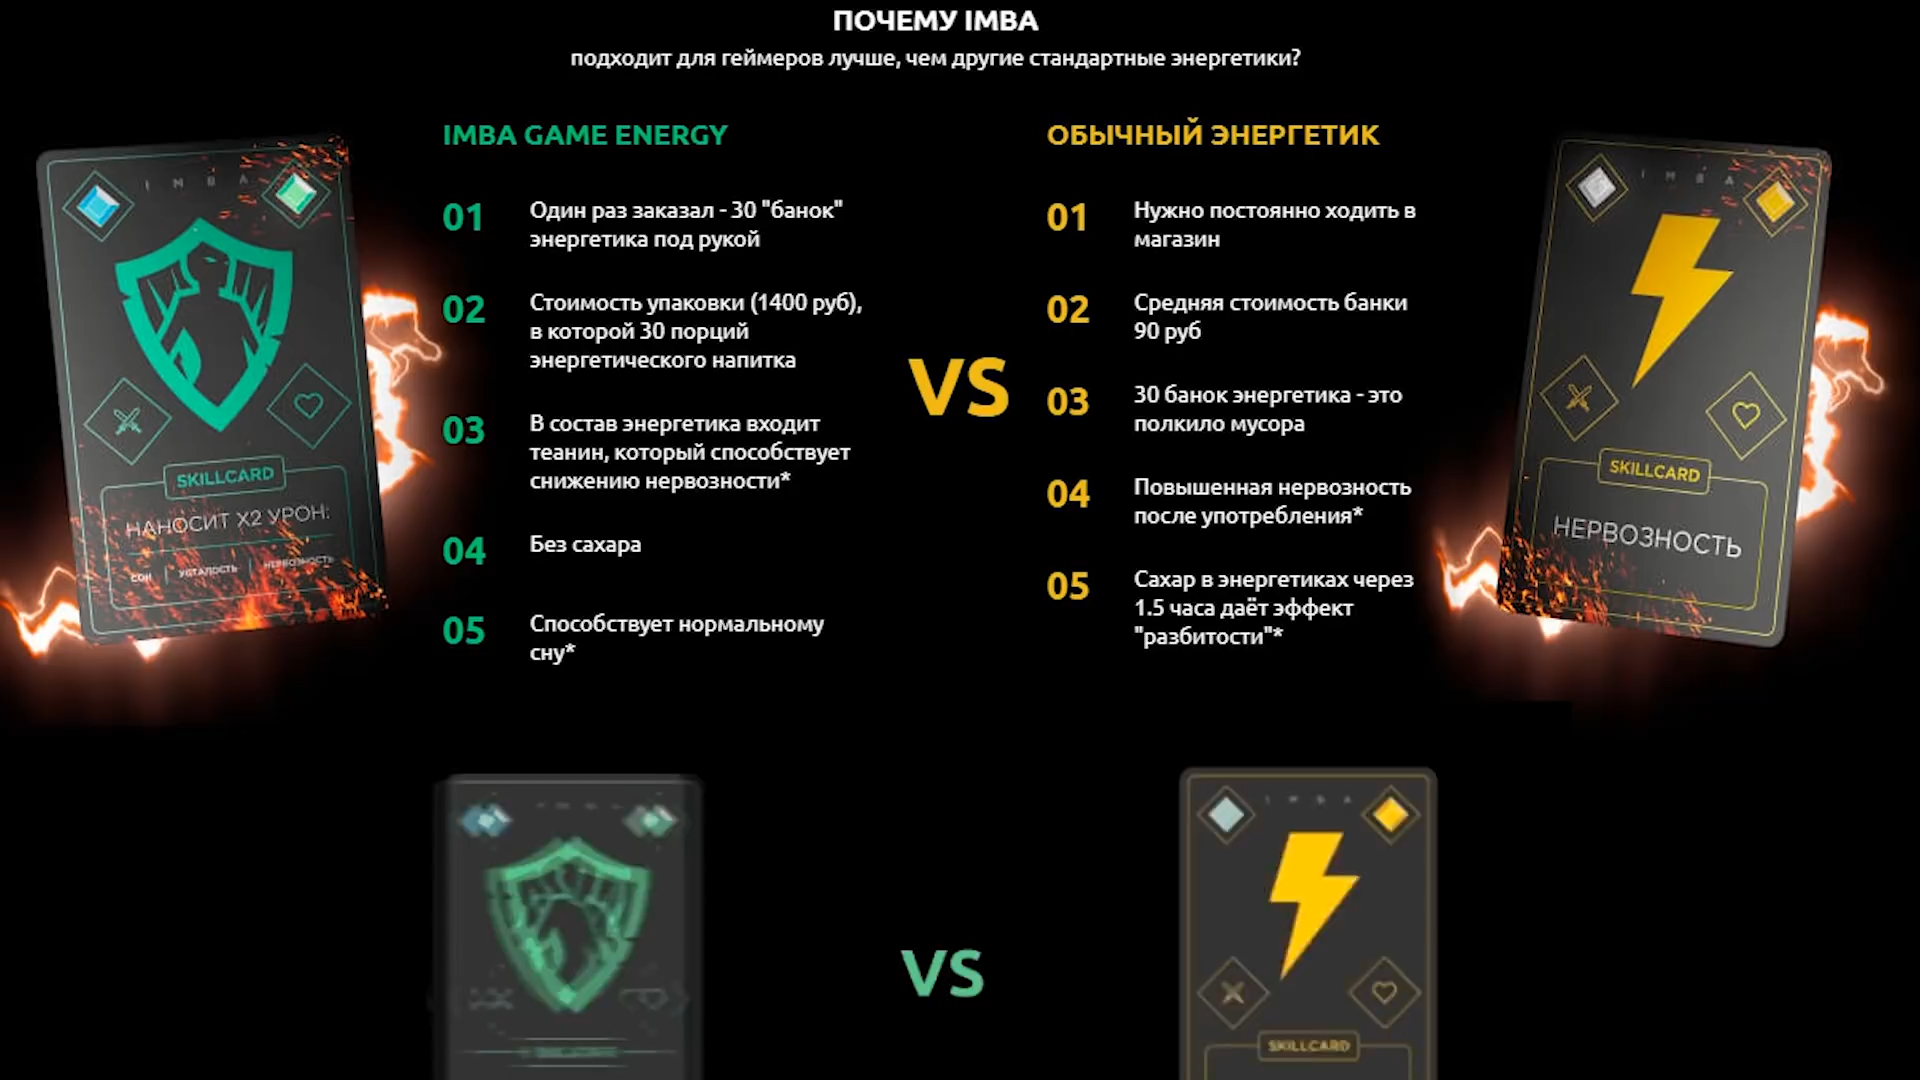 ПОЧЕМУ IMBA
подходит для геймеров лучше, чем другие стандартные энергетики?
IMBA GAME ENERGY
01
Один раз заказал - 30 "банок"
энергетика под рукой
02
Стоимость упаковки (1400 руб),
в которой 30 порций
энергетического напитка
03
В состав энергетика входит
теанин, который способствует
снижению нервозности*
04
Без сахара
05
Способствует нормальному
сну*
VS
ОБЫЧНЫЙ ЭНЕРГЕТИК
01
Нужно постоянно ходить в
магазин
02
Средняя стоимость банки
90 руб
03
30 банок энергетика - это
полкило мусора
04
Повышенная нервозность
после употребления*
05
Сахар в энергетиках через
1.5 часа даёт эффект
"разбитости"*
IMBA
SKILLCARD
НАНОСИТ X2 УРОН:
СОН | УСТАЛОСТЬ | НЕРВОЗНОСТЬ
IMBA
SKILLCARD
НЕРВОЗНОСТЬ
VS
IMBA
SKILLCARD